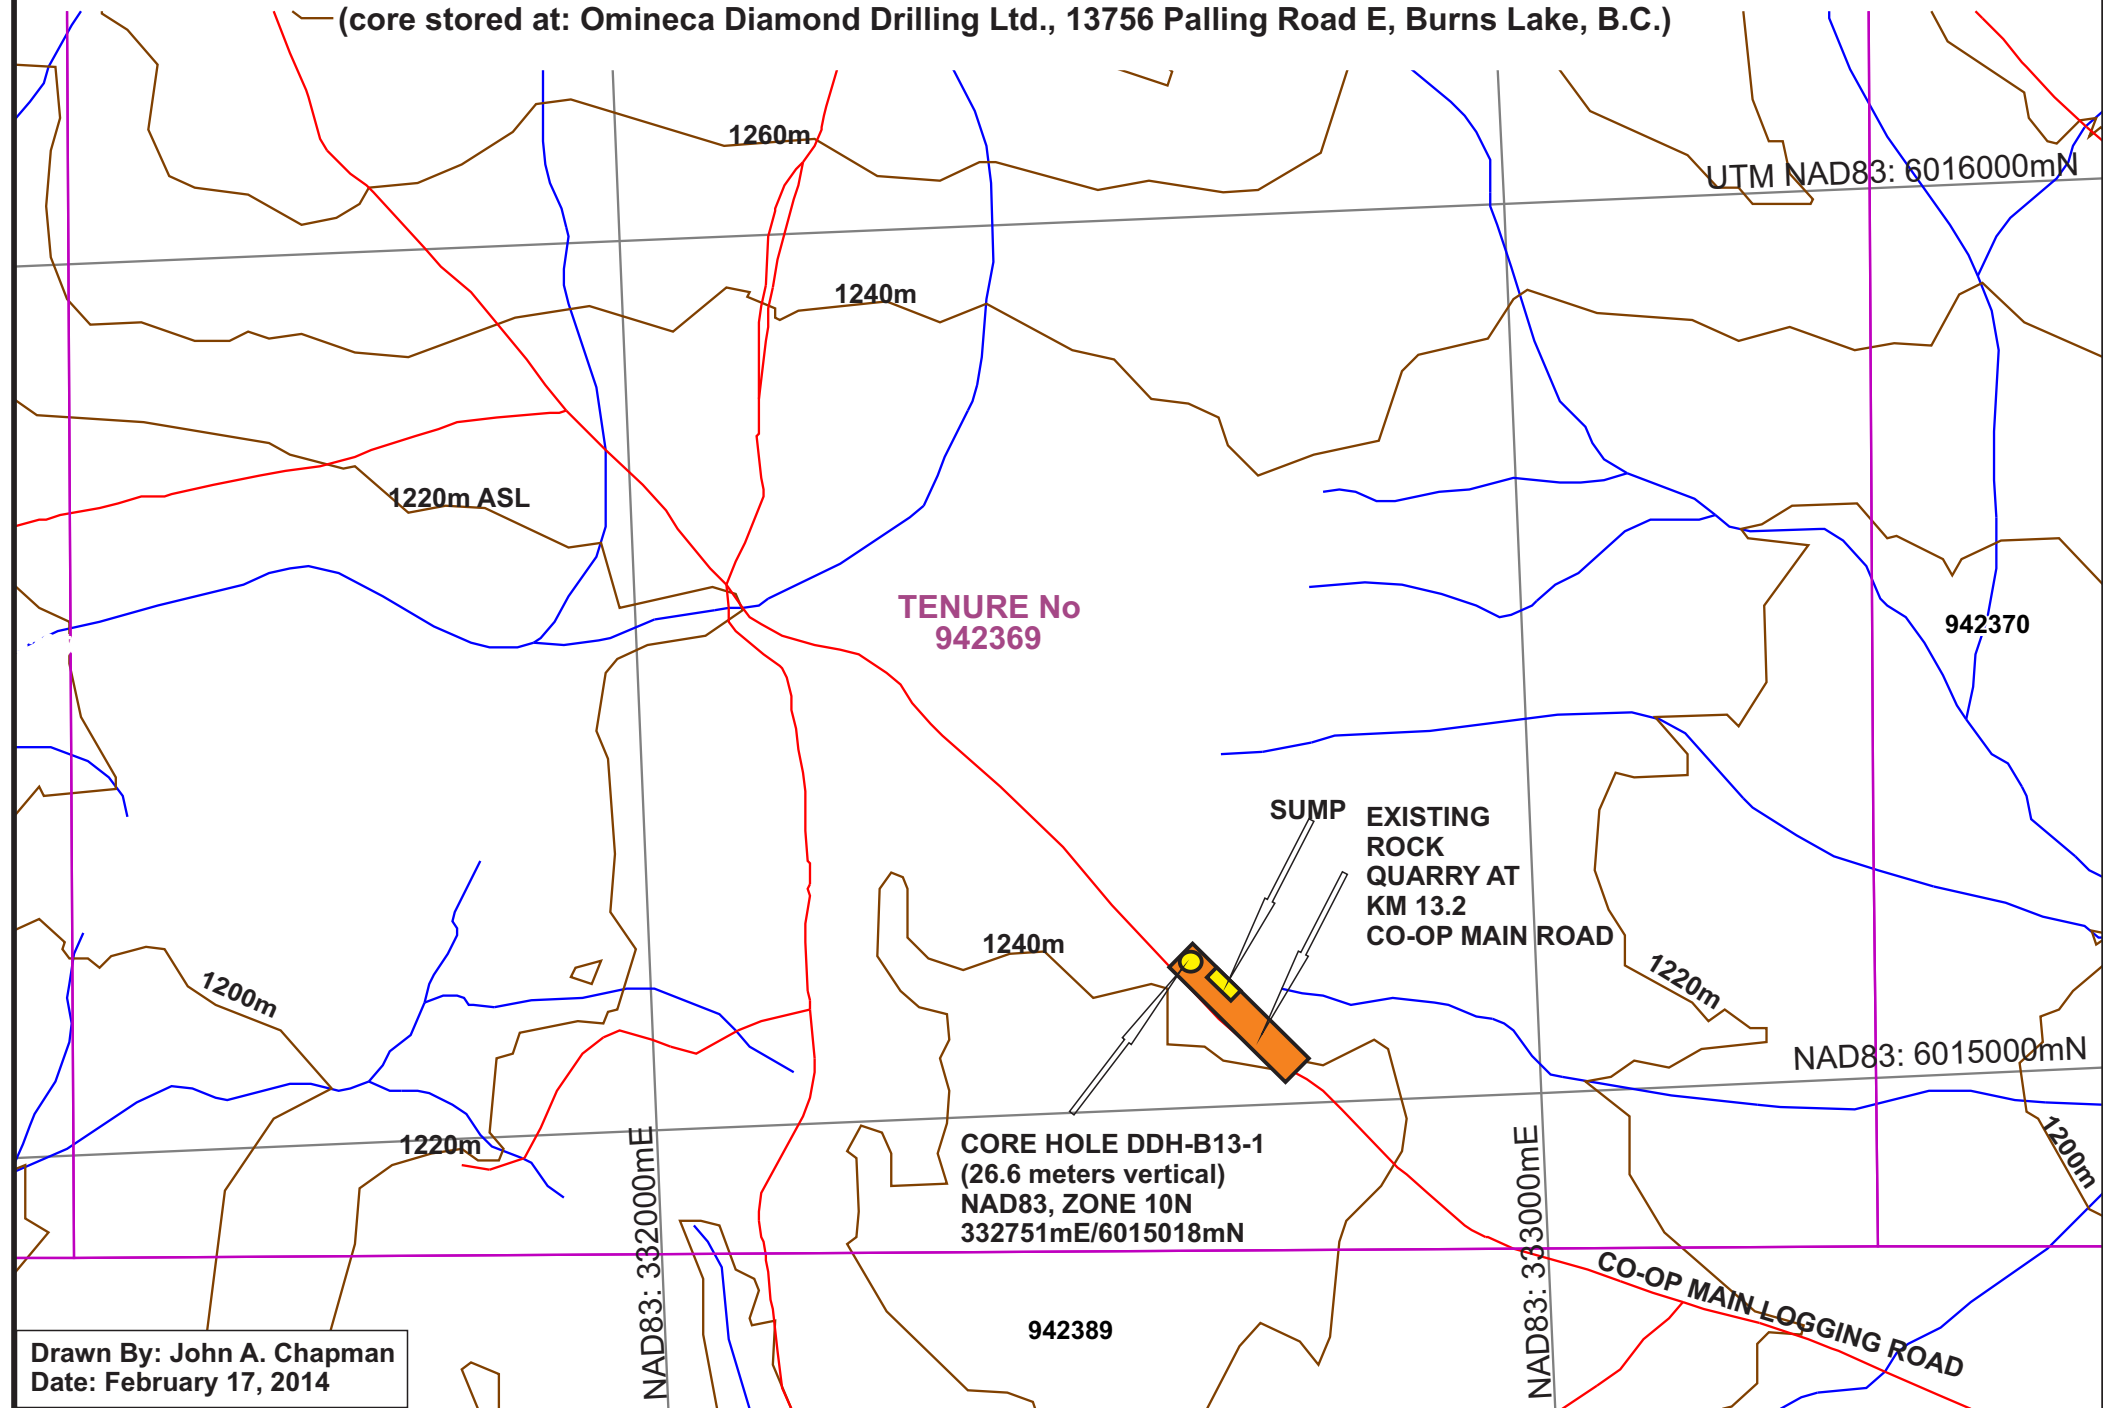 (core stored at: Omineca Diamond Drilling Ltd., 13756 Palling Road E, Burns Lake, B.C.)
1260m
UTM NAD83: 6016000mN
1240m
1220m ASL
TENURE No
942369
942370
SUMP
EXISTING
ROCK
QUARRY AT
KM 13.2
CO-OP MAIN ROAD
1240m
1200m
1220m
NAD83: 6015000mN
1220m
CORE HOLE DDH-B13-1
(26.6 meters vertical)
NAD83, ZONE 10N
332751mE/6015018mN
1200m
NAD83: 332000mE
NAD83: 333000mE
CO-OP MAIN LOGGING ROAD
942389
Drawn By: John A. Chapman
Date: February 17, 2014